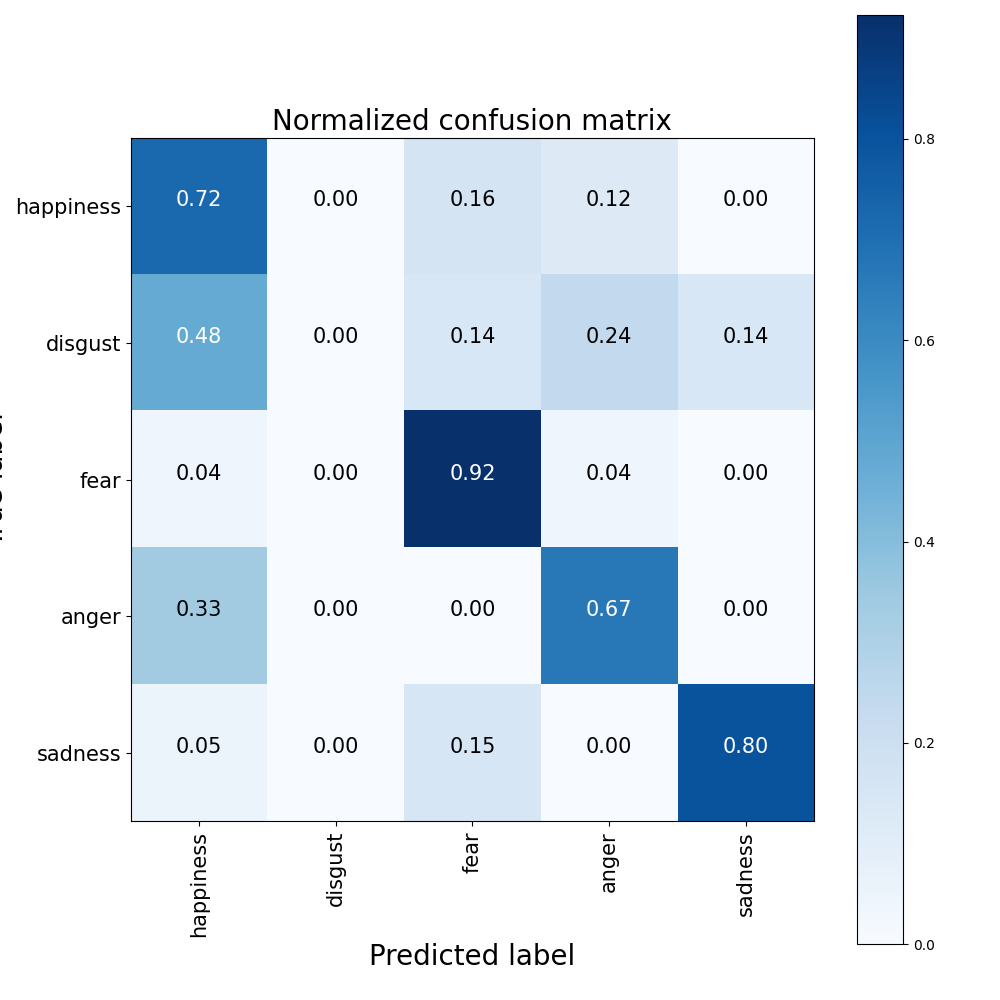 Normalized confusion matrix
happiness 0.72 0.00 0.16 0.12 0.00
disgust 0.48 0.00 0.14 0.24 0.14
fear 0.04 0.00 0.92 0.04 0.00
anger 0.33 0.00 0.00 0.67 0.00
sadness 0.05 0.00 0.15 0.00 0.80
happiness disgust fear anger sadness
Predicted label
0.8
0.6
0.4
0.2
0.0